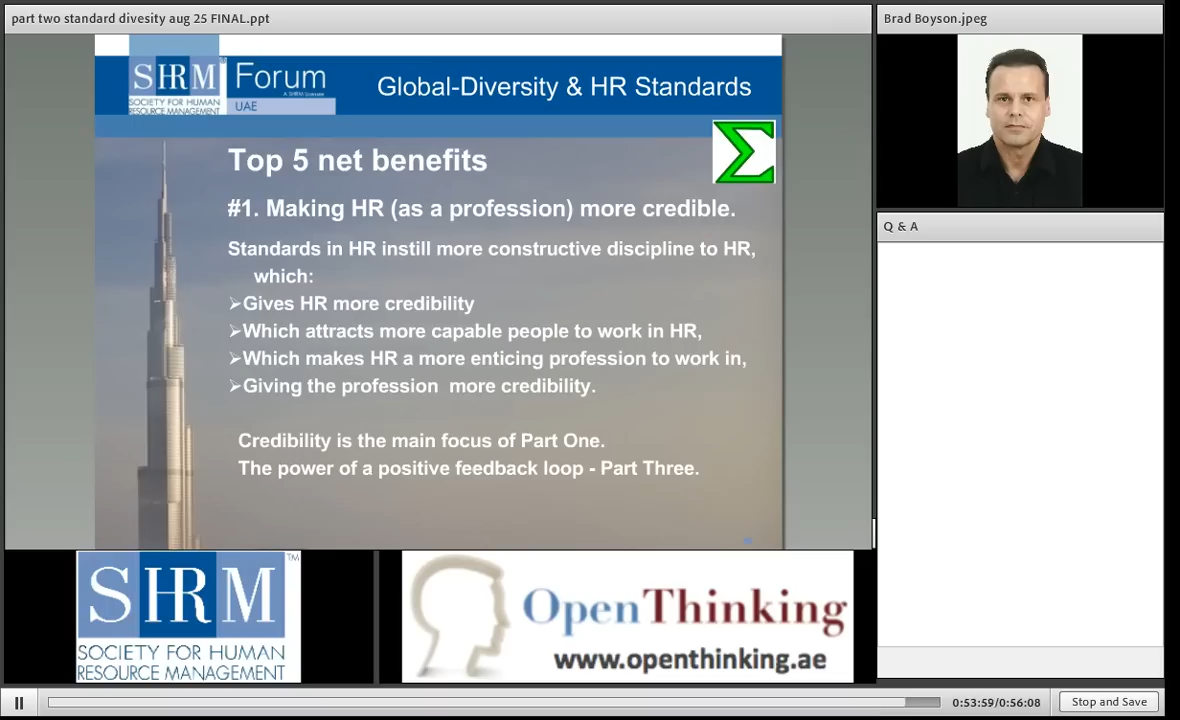 part two standard divesity aug 25 FINAL.ppt
Brad Boyson.jpeg
SHRM
Forum
A SHRM
SOCIETY FOR HUMAN
RESOURCE MANAGEMENT
UAE
Global-Diversity & HR Standards
Σ
Top 5 net benefits
#1. Making HR (as a profession) more credible.
Standards in HR instill more constructive discipline to HR,
which:
➢Gives HR more credibility
➢Which attracts more capable people to work in HR,
➢Which makes HR a more enticing profession to work in,
➢Giving the profession more credibility.
Credibility is the main focus of Part One.
The power of a positive feedback loop - Part Three.
Q & A
SHRM™
SOCIETY FOR HUMAN
RESOURCE MANAGEMENT
OpenThinking
www.openthinking.ae
0:53:59/0:56:08
Stop and Save